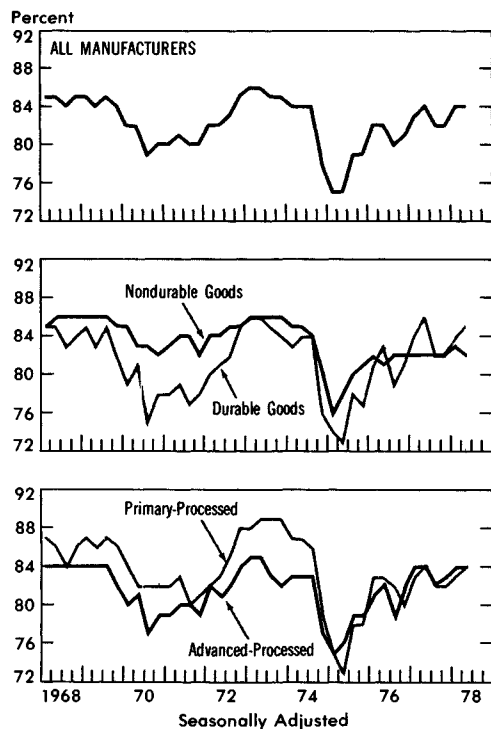 Percent
92
ALL MANUFACTURERS
88
84
80
76
72
92
88
Nondurable Goods
84
80
76
Durable Goods
72
92
Primary-Processed
88
84
80
76
Advanced-Processed
72
1968 70 72 74 76 78
Seasonally Adjusted